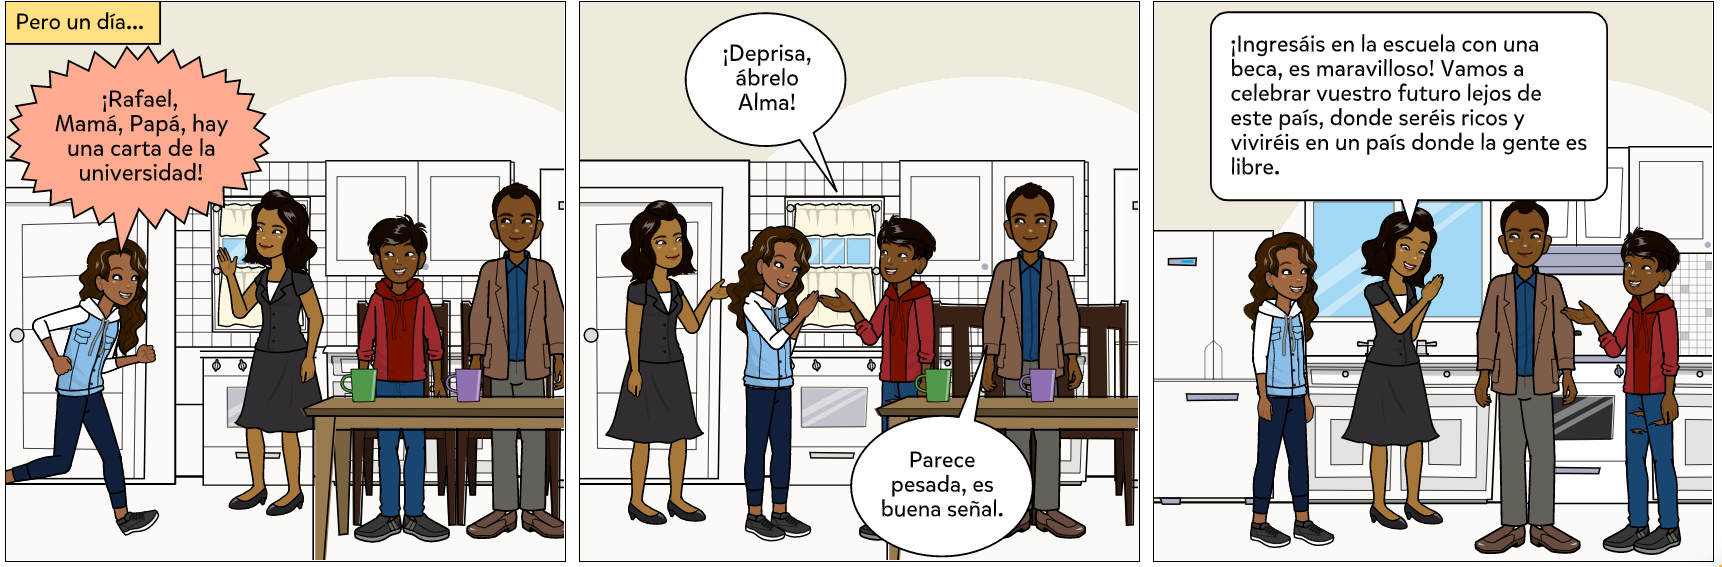 Pero un día...
¡Rafael,
Mamá, Papá, hay
una carta de la
universidad!
¡Deprisa,
ábrelo
Alma!
Parece
pesada, es
buena señal.
¡Ingresáis en la escuela con una
beca, es maravilloso! Vamos a
celebrar vuestro futuro lejos de
este país, donde seréis ricos y
viviréis en un país donde la gente es
libre.